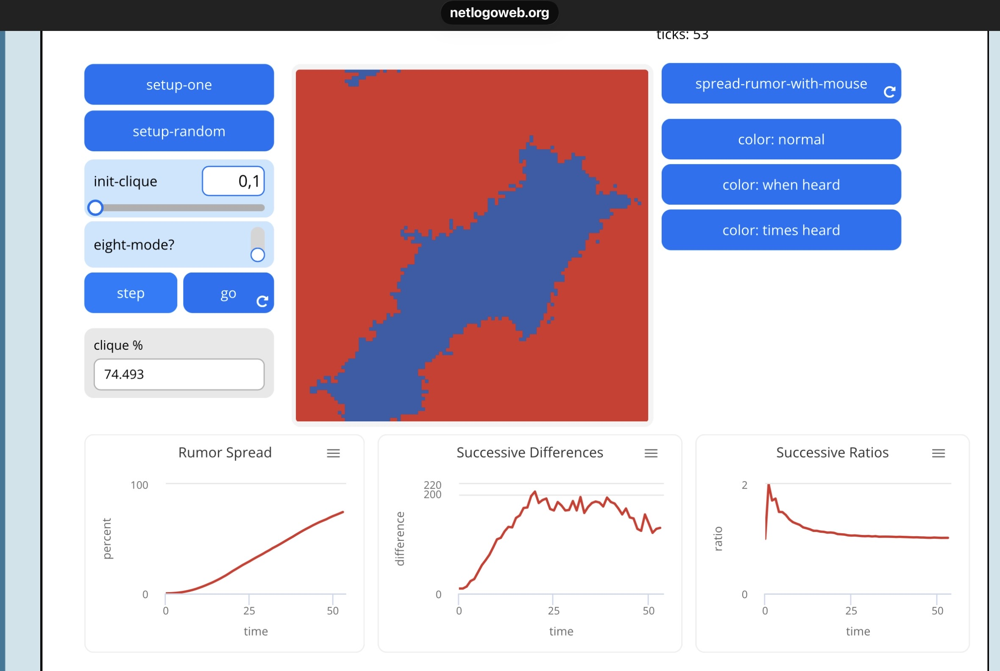 netlogoweb.org
ticks: 53
setup-one
setup-random
init-clique 0,1
eight-mode?
step go
clique %
74.493
spread-rumor-with-mouse
color: normal
color: when heard
color: times heard
Rumor Spread
100
0
percent
0 25 50
time
Successive Differences
220
200
0
difference
0 25 50
time
Successive Ratios
2
0
ratio
0 25 50
time